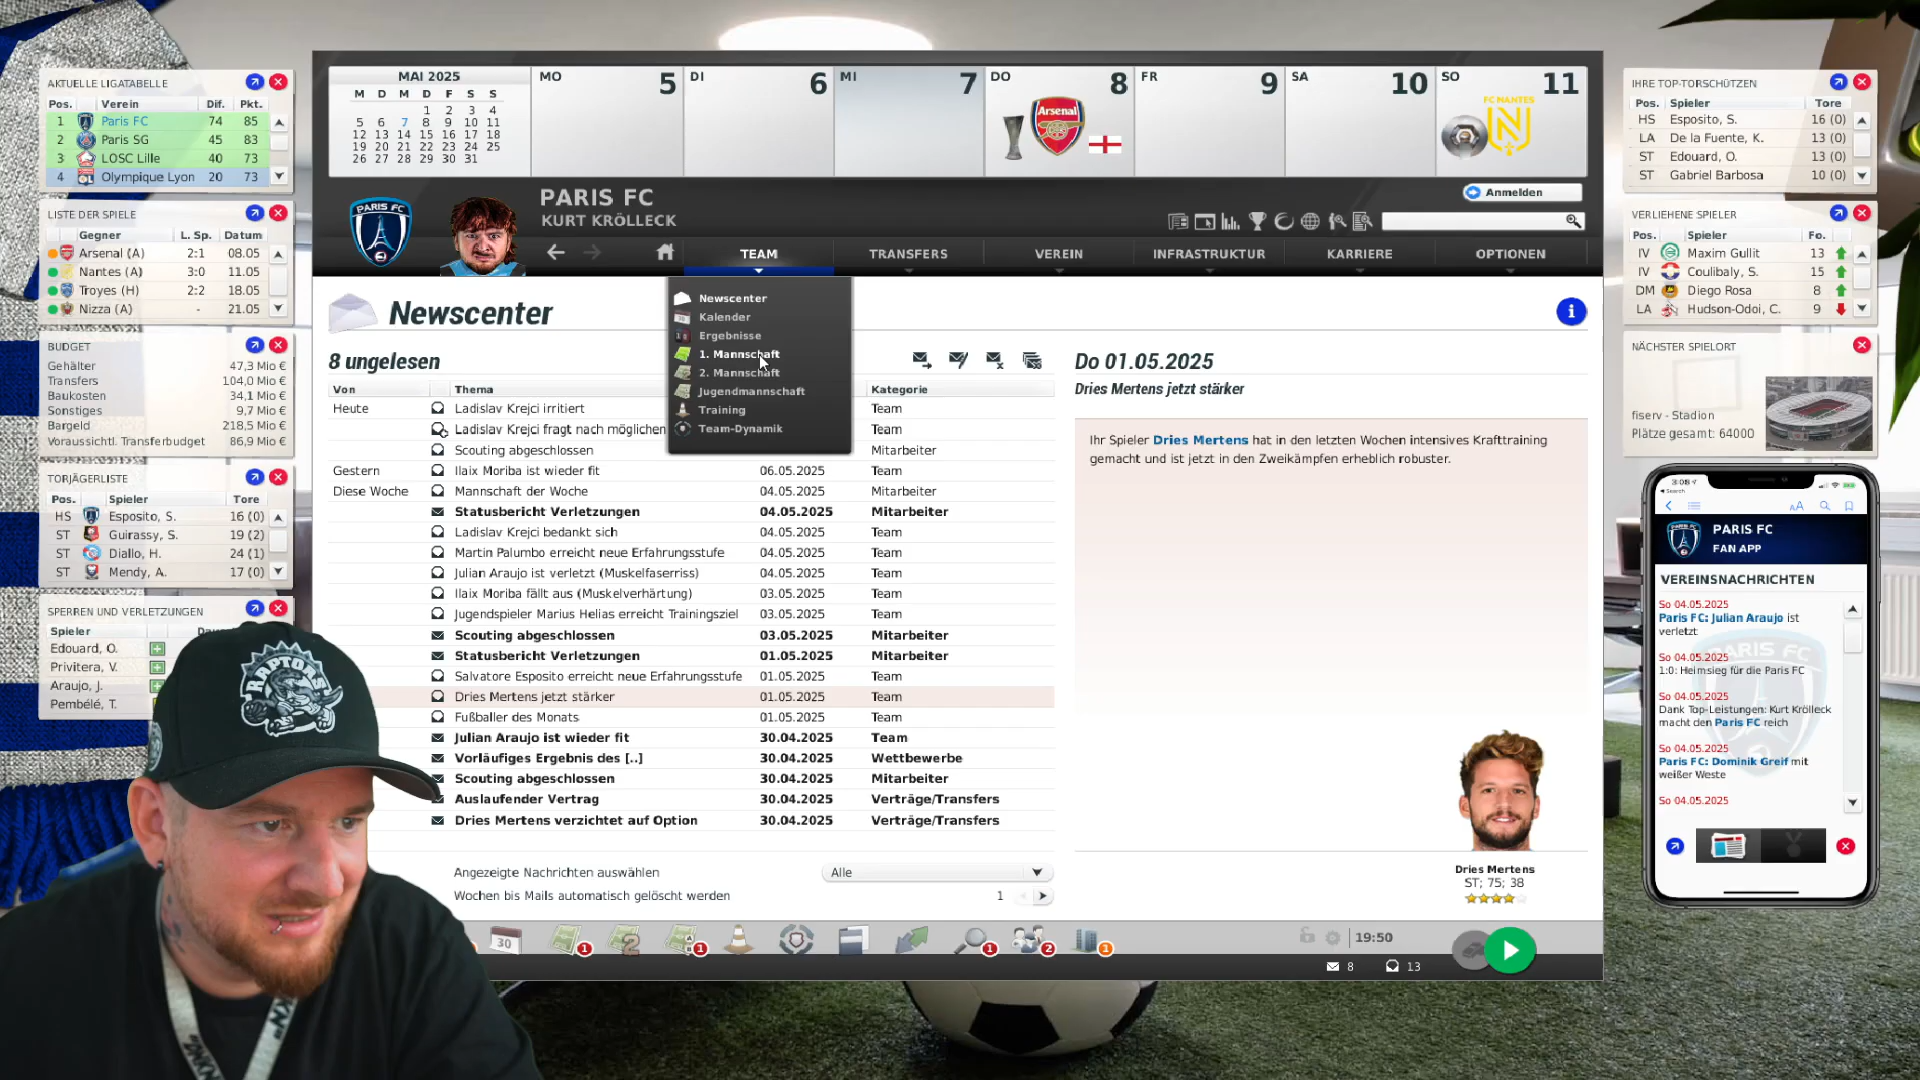 AKTUELLE LIGATABELLE
Pos. Verein Dif. Pkt.
1 Paris FC 74 85
2 Paris SG 45 83
3 LOSC Lille 40 73
4 Olympique Lyon 20 73
LISTE DER SPIELE
Gegner L. Sp. Datum
Arsenal (A) 2:1 08.05
Nantes (A) 3:0 11.05
Troyes (H) 2:2 18.05
Nizza (A) - 21.05
BUDGET
Gehälter 47,3 Mio €
Transfers 104,0 Mio €
Baukosten 34,1 Mio €
Sonstiges 9,7 Mio €
Bargeld 218,5 Mio €
Voraussichtl. Transferbudget 86,9 Mio €
TORJÄGERLISTE
Pos. Spieler Tore
HS Esposito, S. 16 (0)
ST Guirassy, S. 19 (2)
ST Diallo, H. 24 (1)
ST Mendy, A. 17 (0)
SPERREN UND VERLETZUNGEN
Spieler
Edouard, O.
Privitera, V.
Araujo, J.
Pembélé, T.
RAPTORS
MAI 2025
M D M D F S S
1 2 3 4
5 6 7 8 9 10 11
12 13 14 15 16 17 18
19 20 21 22 23 24 25
26 27 28 29 30 31
MO 5
DI 6
MI 7
DO 8
Arsenal
FR 9
SA 10
SO 11
FC NANTES
PARIS FC
PARIS FC
KURT KRÖLLECK
Anmelden
TEAM TRANSFERS VEREIN INFRASTRUKTUR KARRIERE OPTIONEN
Newscenter
Kalender
Ergebnisse
1. Mannschaft
2. Mannschaft
Jugendmannschaft
Training
Team-Dynamik
Newscenter
8 ungelesen
Von Thema Kategorie
Heute Ladislav Krejci irritiert Team
Ladislav Krejci fragt nach möglichen Team
Scouting abgeschlossen Mitarbeiter
Gestern Ilaix Moriba ist wieder fit 06.05.2025 Team
Diese Woche Mannschaft der Woche 04.05.2025 Mitarbeiter
Statusbericht Verletzungen 04.05.2025 Mitarbeiter
Ladislav Krejci bedankt sich 04.05.2025 Team
Martin Palumbo erreicht neue Erfahrungsstufe 04.05.2025 Team
Julian Araujo ist verletzt (Muskelfaserriss) 04.05.2025 Team
Ilaix Moriba fällt aus (Muskelverhärtung) 03.05.2025 Team
Jugendspieler Marius Helias erreicht Trainingsziel 03.05.2025 Team
Scouting abgeschlossen 03.05.2025 Mitarbeiter
Statusbericht Verletzungen 01.05.2025 Mitarbeiter
Salvatore Esposito erreicht neue Erfahrungsstufe 01.05.2025 Team
Dries Mertens jetzt stärker 01.05.2025 Team
Fußballer des Monats 01.05.2025 Team
Julian Araujo ist wieder fit 30.04.2025 Team
Vorläufiges Ergebnis des [..] 30.04.2025 Wettbewerbe
Scouting abgeschlossen 30.04.2025 Mitarbeiter
Auslaufender Vertrag 30.04.2025 Verträge/Transfers
Dries Mertens verzichtet auf Option 30.04.2025 Verträge/Transfers
Angezeigte Nachrichten auswählen Alle
Wochen bis Mails automatisch gelöscht werden 1
Do 01.05.2025
Dries Mertens jetzt stärker
Ihr Spieler Dries Mertens hat in den letzten Wochen intensives Krafttraining
gemacht und ist jetzt in den Zweikämpfen erheblich robuster.
Dries Mertens
ST; 75; 38
30 1 2 1 1 2 1
19:50
8 13
IHRE TOP-TORSCHÜTZEN
Pos. Spieler Tore
HS Esposito, S. 16 (0)
LA De la Fuente, K. 13 (0)
ST Edouard, O. 13 (0)
ST Gabriel Barbosa 10 (0)
VERLIEHENE SPIELER
Pos. Spieler Fo.
IV Maxim Gullit 13
IV Coulibaly, S. 15
DM Diego Rosa 8
LA Hudson-Odoi, C. 9
NÄCHSTER SPIELORT
fiserv - Stadion
Plätze gesamt: 64000
3:08
Search
AA
PARIS FC
FAN APP
VEREINSNACHRICHTEN
So 04.05.2025
Paris FC: Julian Araujo ist
verletzt
So 04.05.2025
1:0: Heimsieg für die Paris FC
So 04.05.2025
Dank Top-Leistungen: Kurt Krölleck
macht den Paris FC reich
So 04.05.2025
Paris FC: Dominik Greif mit
weißer Weste
So 04.05.2025